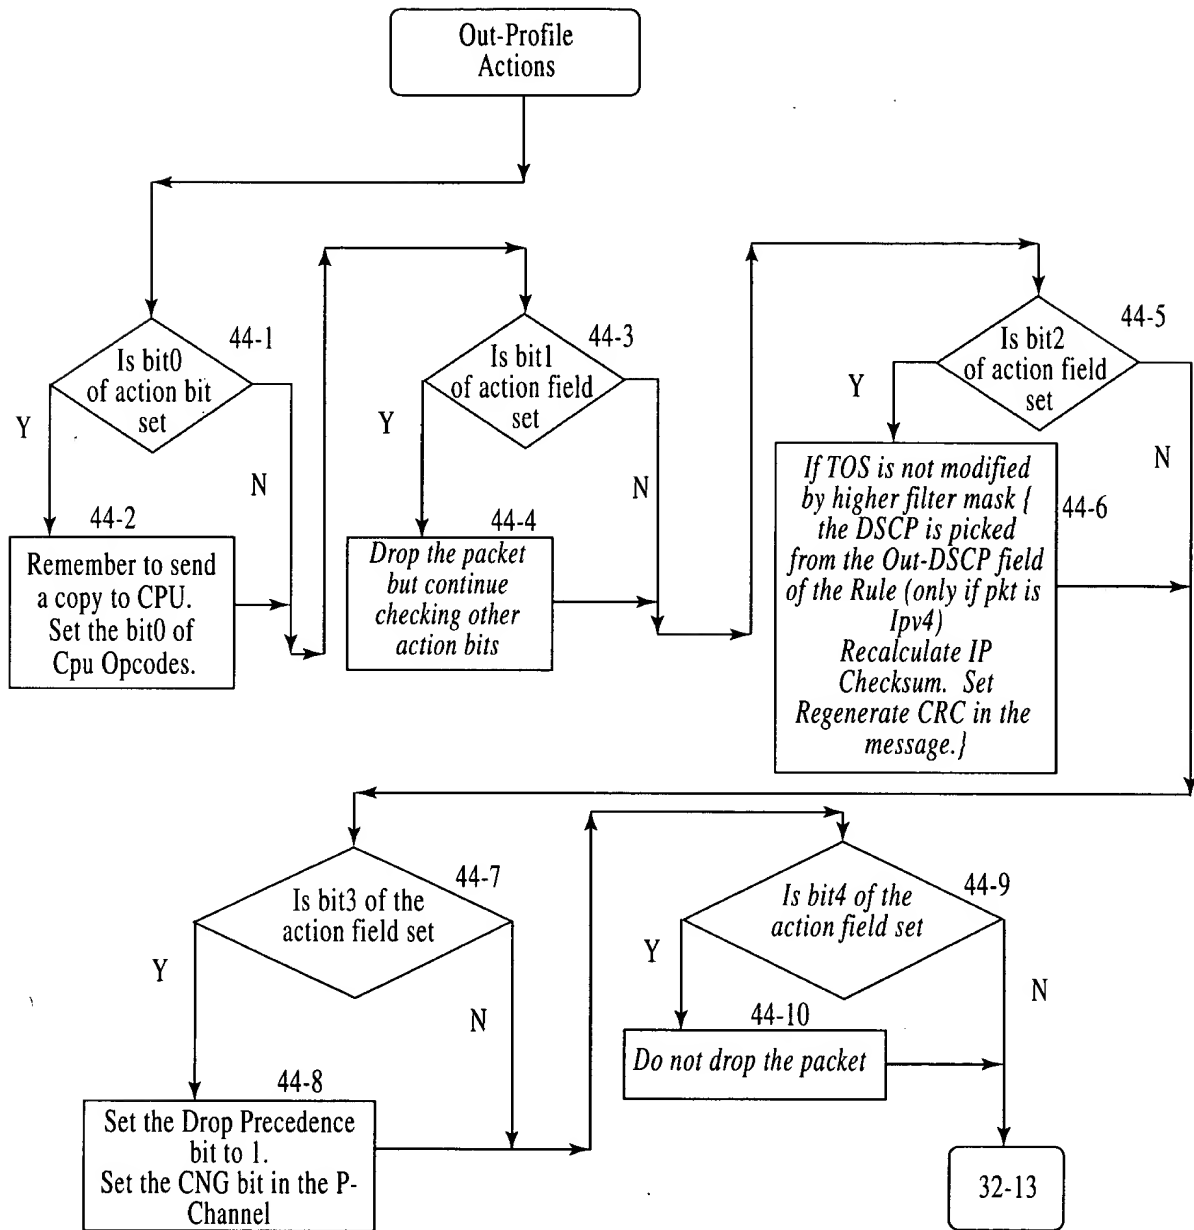 Out-Profile
Actions
44-1
Is bit0
of action bit
set
Y
N
44-2
Remember to send
a copy to CPU.
Set the bit0 of
Cpu Opcodes.
44-3
Is bit1
of action field
set
Y
N
44-4
Drop the packet
but continue
checking other
action bits
44-5
Is bit2
of action field
set
Y
N
44-6
If TOS is not modified
by higher filter mask {
the DSCP is picked
from the Out-DSCP field
of the Rule (only if pkt is
Ipv4)
Recalculate IP
Checksum. Set
Regenerate CRC in the
message.}
44-7
Is bit3 of the
action field set
Y
N
44-8
Set the Drop Precedence
bit to 1.
Set the CNG bit in the P-
Channel
44-9
Is bit4 of the
action field set
Y
N
44-10
Do not drop the packet
32-13